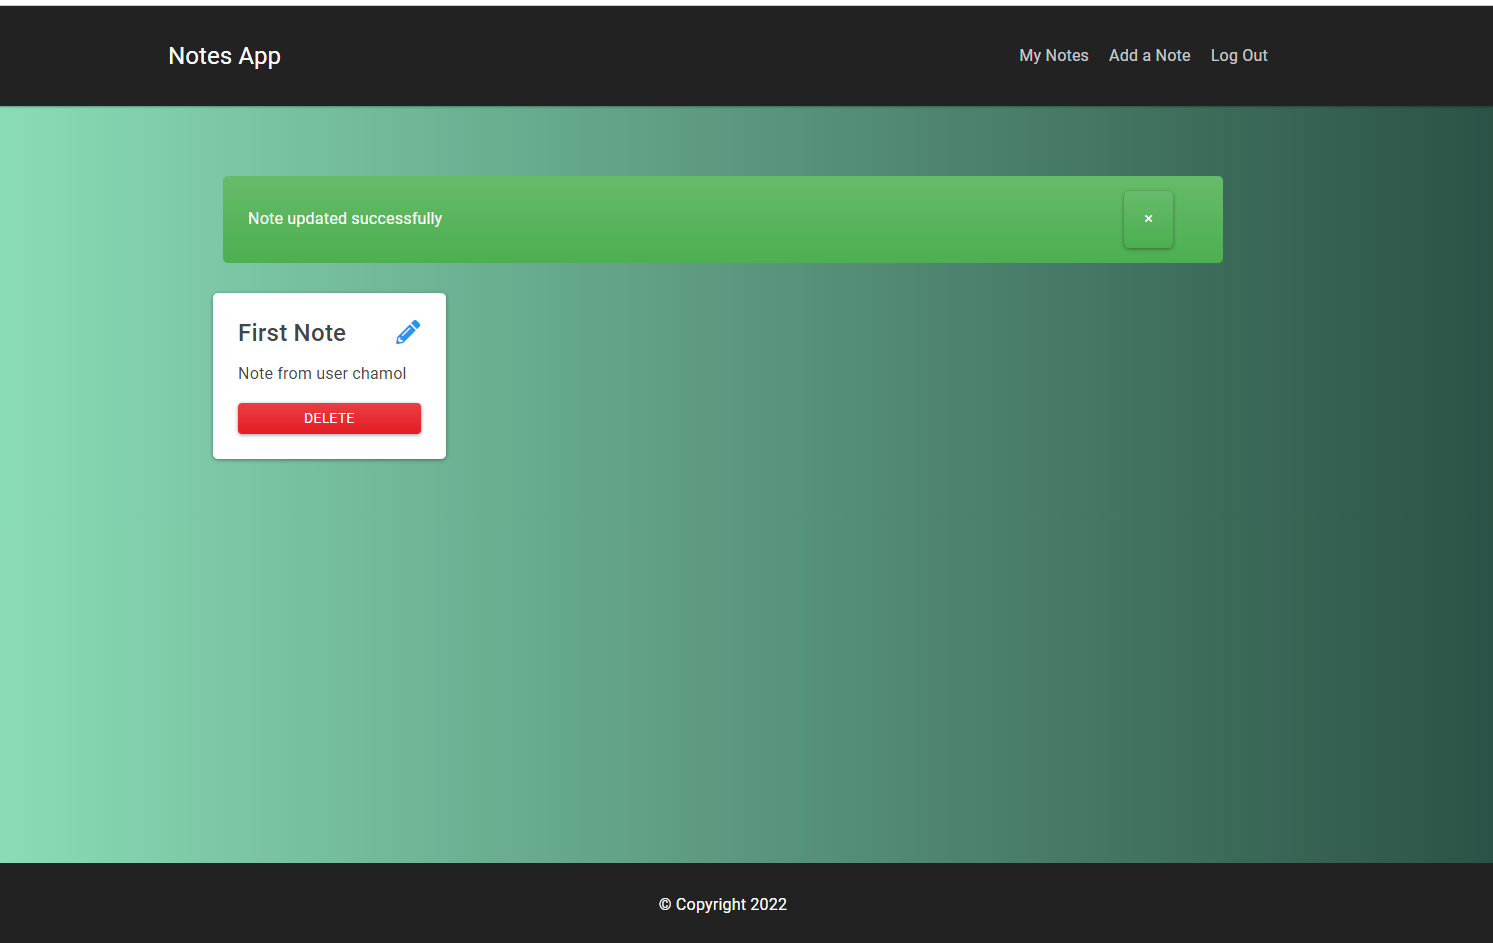 Notes App
My Notes Add a Note Log Out
Note updated successfully ×
First Note
Note from user chamol
DELETE
© Copyright 2022